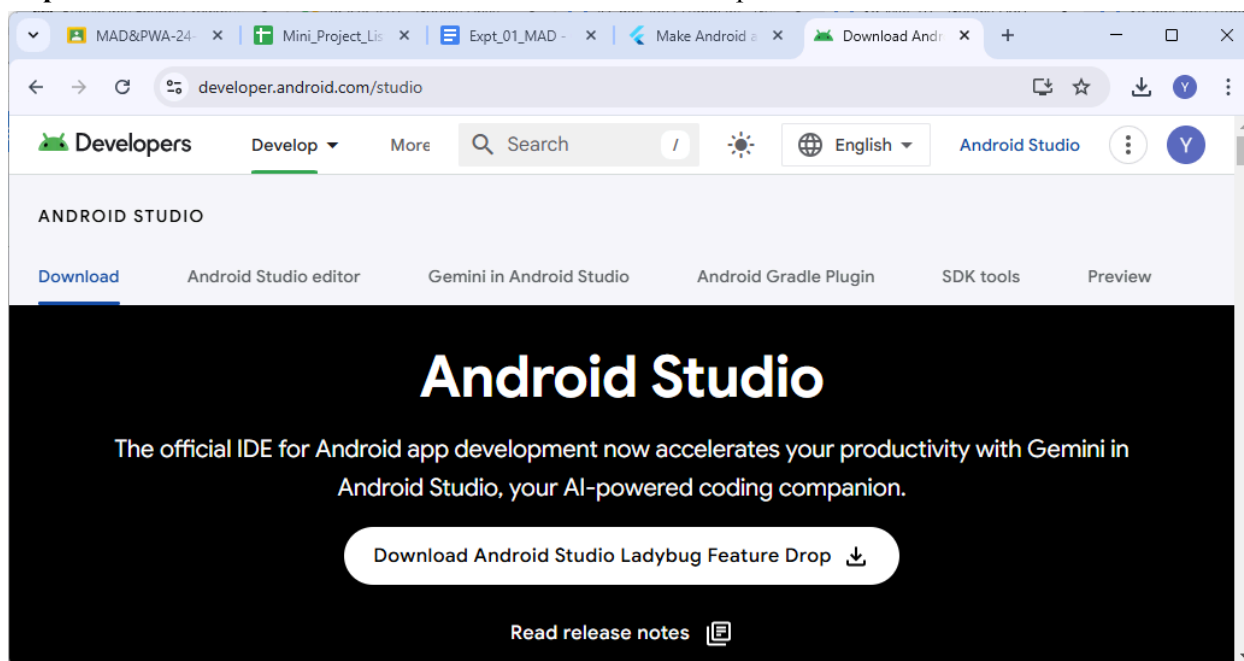 MAD&PWA-24-
Mini_Project_Lis
Expt_01_MAD -
Make Android a
Download Andr
developer.android.com/studio
Y
Developers
Develop
More
Search
/
English
Android Studio
Y
ANDROID STUDIO
Download
Android Studio editor
Gemini in Android Studio
Android Gradle Plugin
SDK tools
Preview
Android Studio
The official IDE for Android app development now accelerates your productivity with Gemini in
Android Studio, your AI-powered coding companion.
Download Android Studio Ladybug Feature Drop
Read release notes